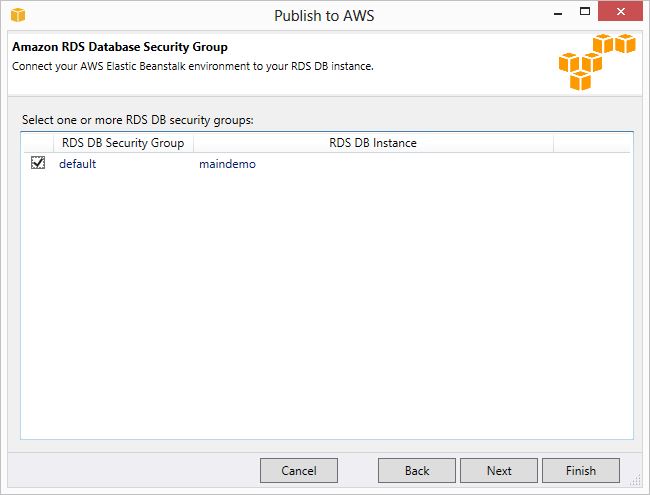 Publish to AWS
Amazon RDS Database Security Group
Connect your AWS Elastic Beanstalk environment to your RDS DB instance.
Select one or more RDS DB security groups:
RDS DB Security Group RDS DB Instance
default maindemo
Cancel Back Next Finish